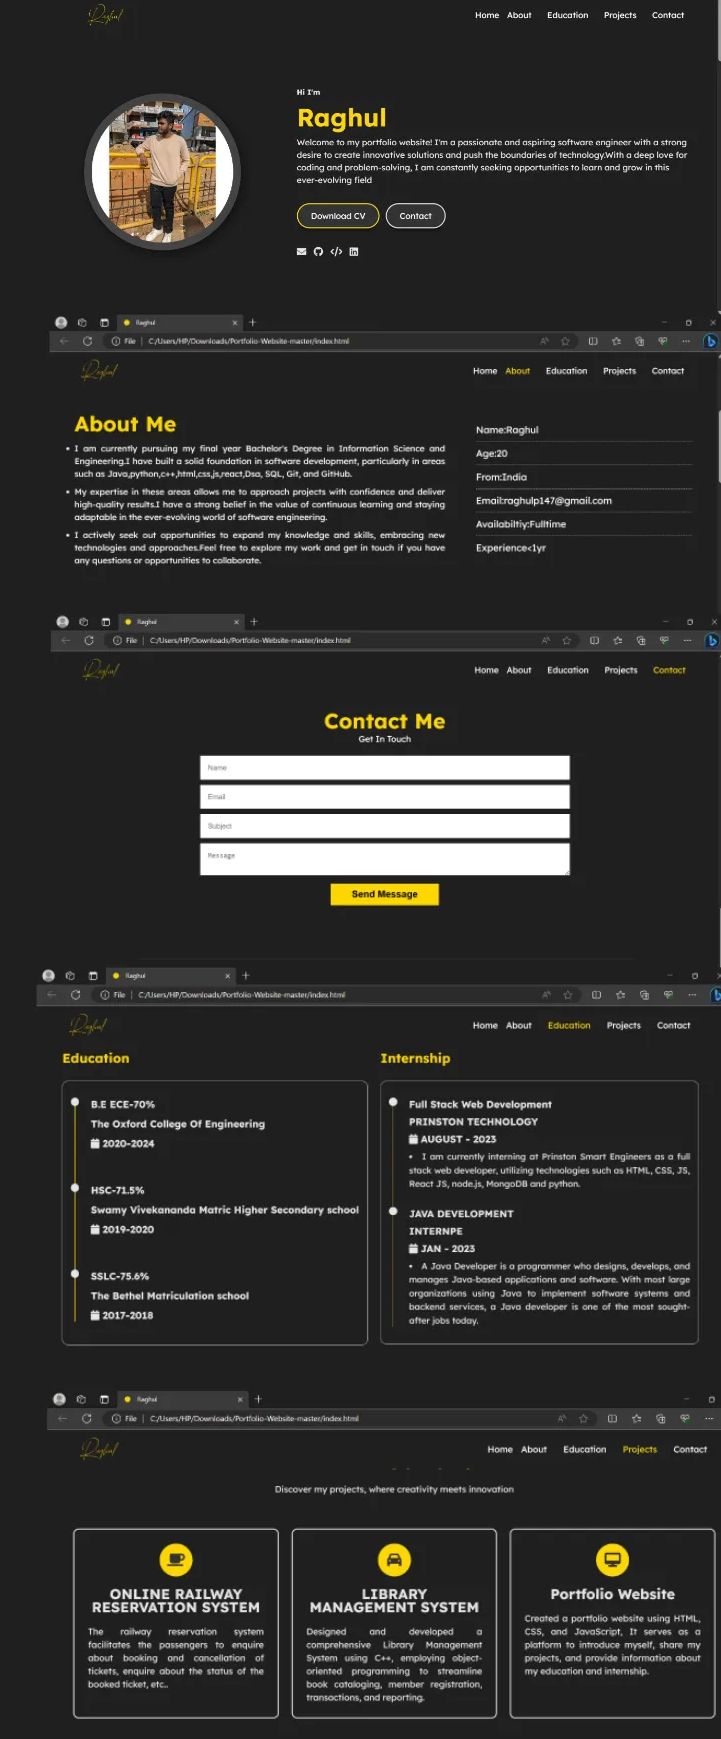 Raghul
Home About Education Projects Contact
Hi I'm
Raghul
Welcome to my portfolio website! I'm a passionate and aspiring software engineer with a strong
desire to create innovative solutions and push the boundaries of technology.With a deep love for
coding and problem-solving, I am constantly seeking opportunities to learn and grow in this
ever-evolving field
Download CV Contact
Raghul
File | C:/Users/HP/Downloads/Portfolio-Website-master/index.html
Raghul
Home About Education Projects Contact
About Me
• I am currently pursuing my final year Bachelor's Degree in Information Science and
Engineering.I have built a solid foundation in software development, particularly in areas
such as Java,python,c++,html,css,js,react,Dsa, SQL, Git, and GitHub.
• My expertise in these areas allows me to approach projects with confidence and deliver
high-quality results.I have a strong belief in the value of continuous learning and staying
adaptable in the ever-evolving world of software engineering.
• I actively seek out opportunities to expand my knowledge and skills, embracing new
technologies and approaches.Feel free to explore my work and get in touch if you have
any questions or opportunities to collaborate.
Name:Raghul
Age:20
From:India
Email:raghulp147@gmail.com
Availabiltiy:Fulltime
Experience<1yr
Raghul
File | C:/Users/HP/Downloads/Portfolio-Website-master/index.html
Raghul
Home About Education Projects Contact
Contact Me
Get In Touch
Name
Email
Subject
Message
Send Message
Raghul
File | C:/Users/HP/Downloads/Portfolio-Website-master/index.html
Raghul
Home About Education Projects Contact
Education
B.E ECE-70%
The Oxford College Of Engineering
2020-2024
HSC-71.5%
Swamy Vivekananda Matric Higher Secondary school
2019-2020
SSLC-75.6%
The Bethel Matriculation school
2017-2018
Internship
Full Stack Web Development
PRINSTON TECHNOLOGY
AUGUST - 2023
• I am currently interning at Prinston Smart Engineers as a full
stack web developer, utilizing technologies such as HTML, CSS, JS,
React JS, node.js, MongoDB and python.
JAVA DEVELOPMENT
INTERNPE
JAN - 2023
• A Java Developer is a programmer who designs, develops, and
manages Java-based applications and software. With most large
organizations using Java to implement software systems and
backend services, a Java developer is one of the most sought-
after jobs today.
Raghul
File | C:/Users/HP/Downloads/Portfolio-Website-master/index.html
Raghul
Home About Education Projects Contact
Discover my projects, where creativity meets innovation
ONLINE RAILWAY
RESERVATION SYSTEM
The railway reservation system
facilitates the passengers to enquire
about booking and cancellation of
tickets, enquire about the status of the
booked ticket, etc..
LIBRARY
MANAGEMENT SYSTEM
Designed and developed a
comprehensive Library Management
System using C++, employing object-
oriented programming to streamline
book cataloging, member registration,
transactions, and reporting.
Portfolio Website
Created a portfolio website using HTML,
CSS, and JavaScript, It serves as a
platform to introduce myself, share my
projects, and provide information about
my education and internship.